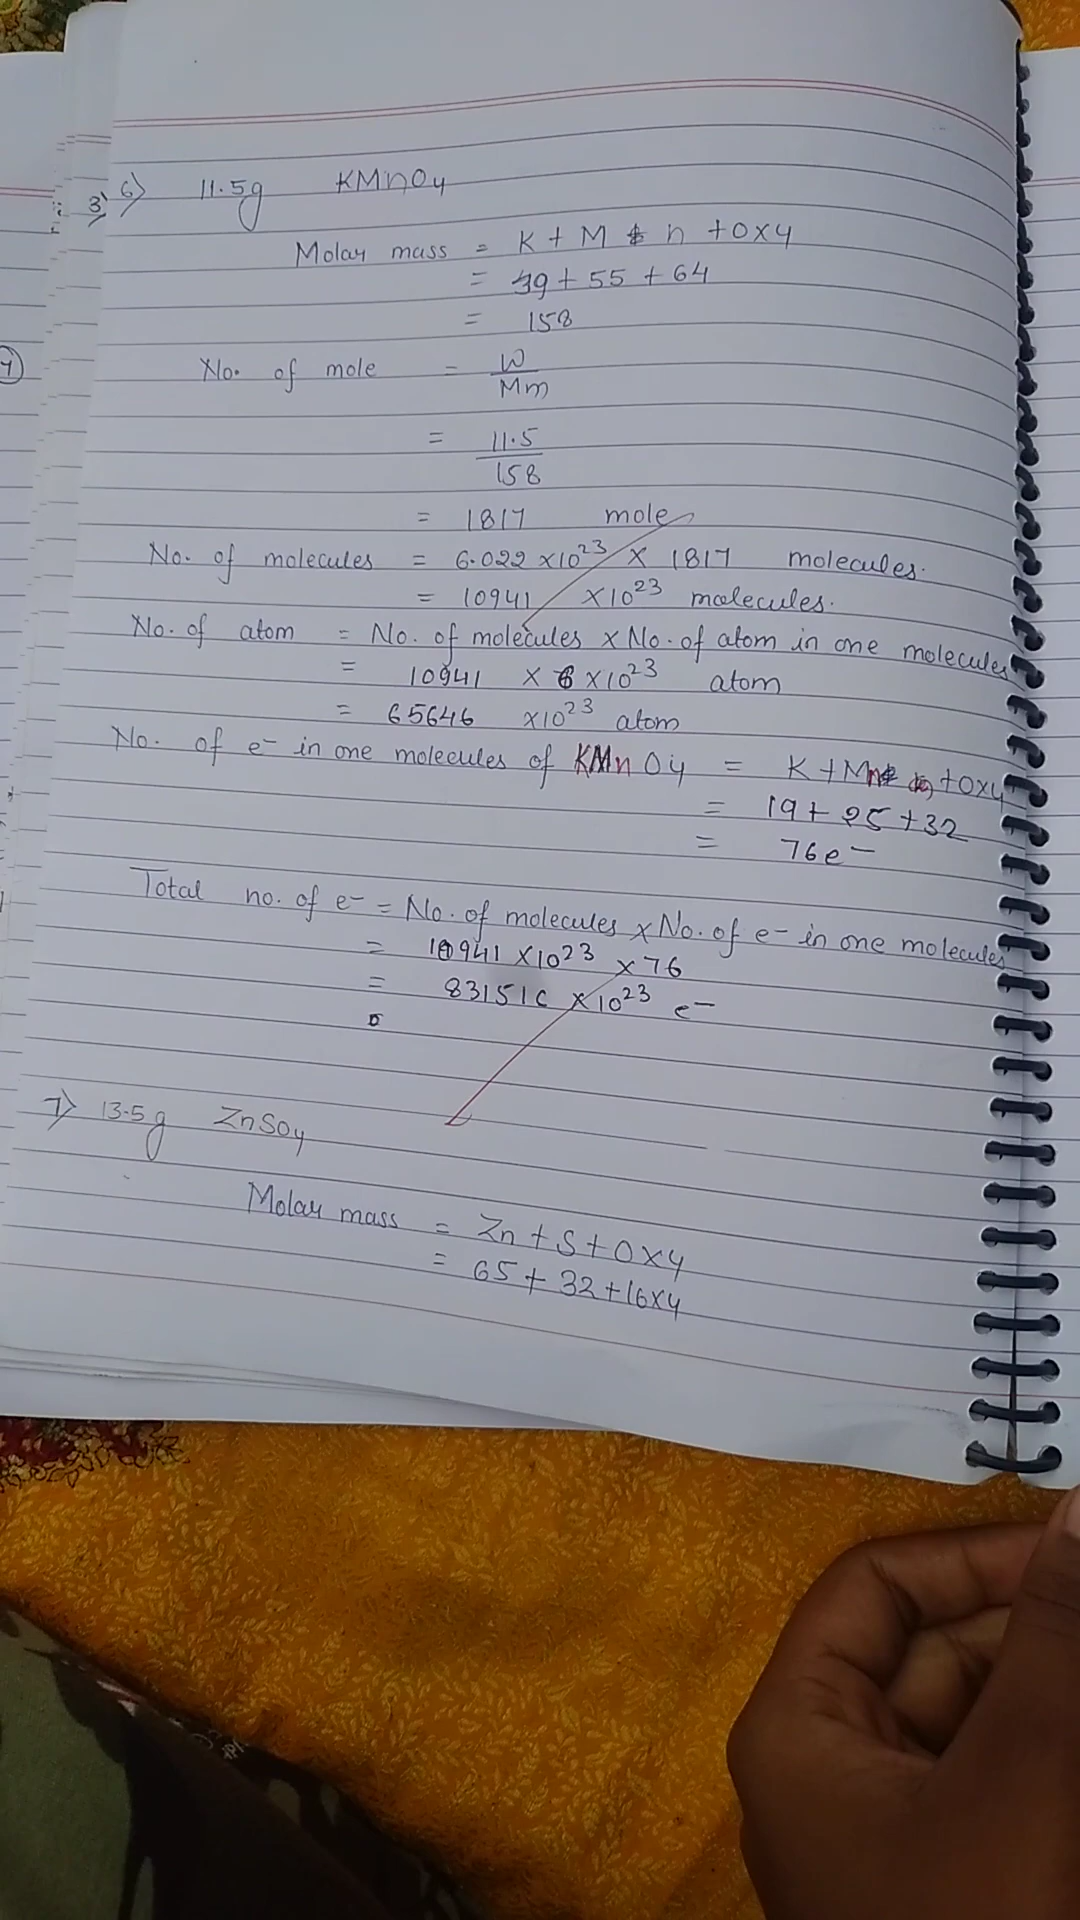 3) 6) 11.5g KMnO4
Molar mass = K + M n + O×4
= 39 + 55 + 64
= 158
No. of mole = W / Mm
= 11.5 / 158
= 1817 mole
No. of molecules = 6.022 ×10^23 × 1817 molecules.
= 10941 ×10^23 molecules.
No. of atom = No. of molecules × No. of atom in one molecules
= 10941 × 6 ×10^23 atom
= 65646 ×10^23 atom
No. of e- in one molecules of KMnO4 = K + Mn + O×4
= 19 + 25 + 32
= 76e-
Total no. of e- = No. of molecules × No. of e- in one molecules
= 10941 ×10^23 × 76
= 831516 ×10^23 e-
7) 13.5g ZnSO4
Molar mass = Zn + S + O×4
= 65 + 32 + 16×4